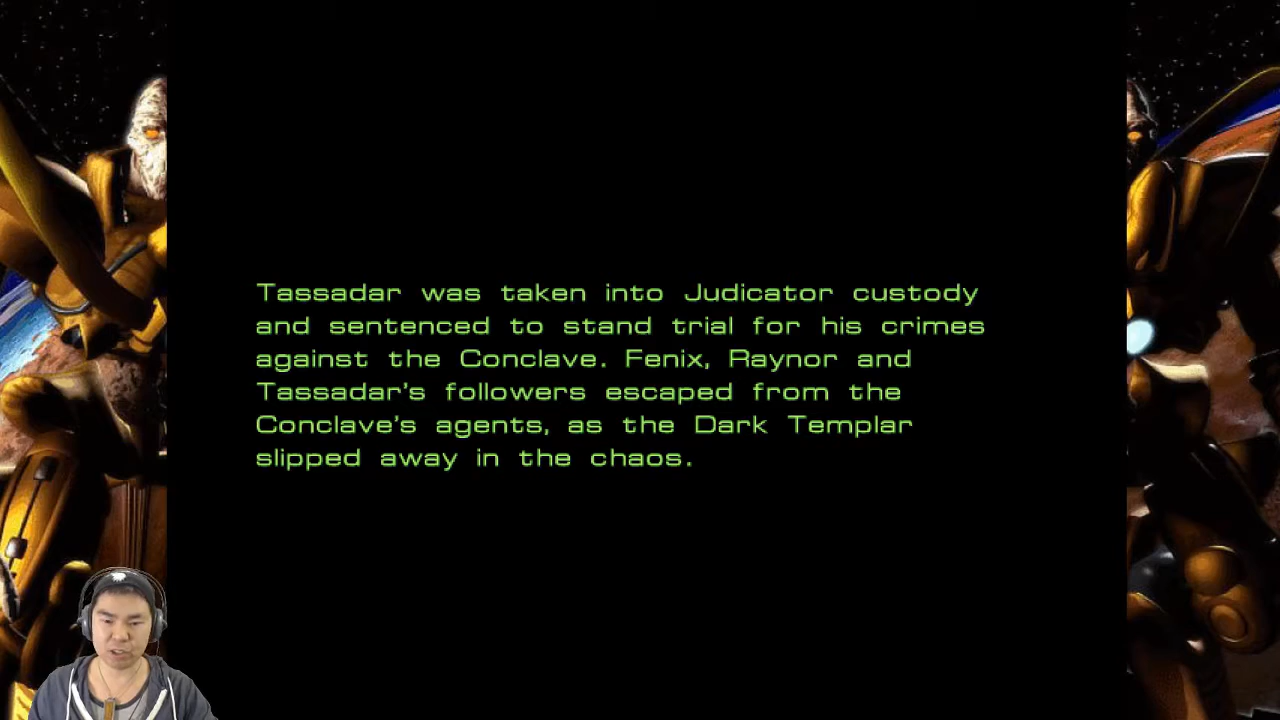 Tassadar was taken into Judicator custody
and sentenced to stand trial for his crimes
against the Conclave. Fenix, Raynor and
Tassadar's followers escaped from the
Conclave's agents, as the Dark Templar
slipped away in the chaos.